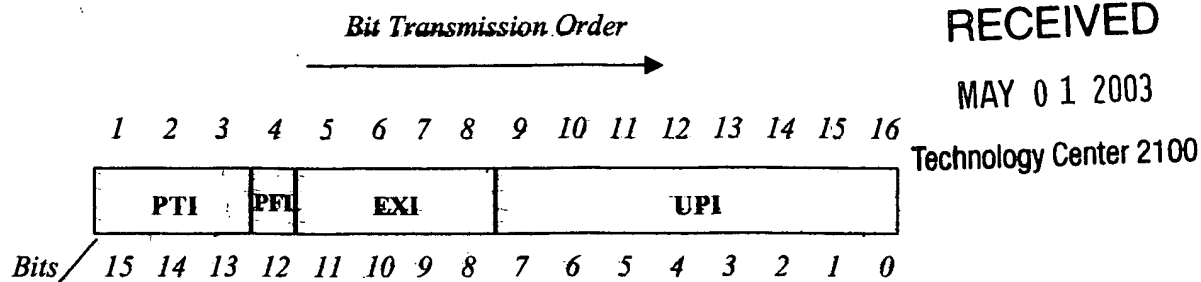 Bit Transmission Order
RECEIVED
MAY 01 2003
Technology Center 2100
1 2 3 4 5 6 7 8 9 10 11 12 13 14 15 16
PTI PFI EXI UPI
Bits 15 14 13 12 11 10 9 8 7 6 5 4 3 2 1 0